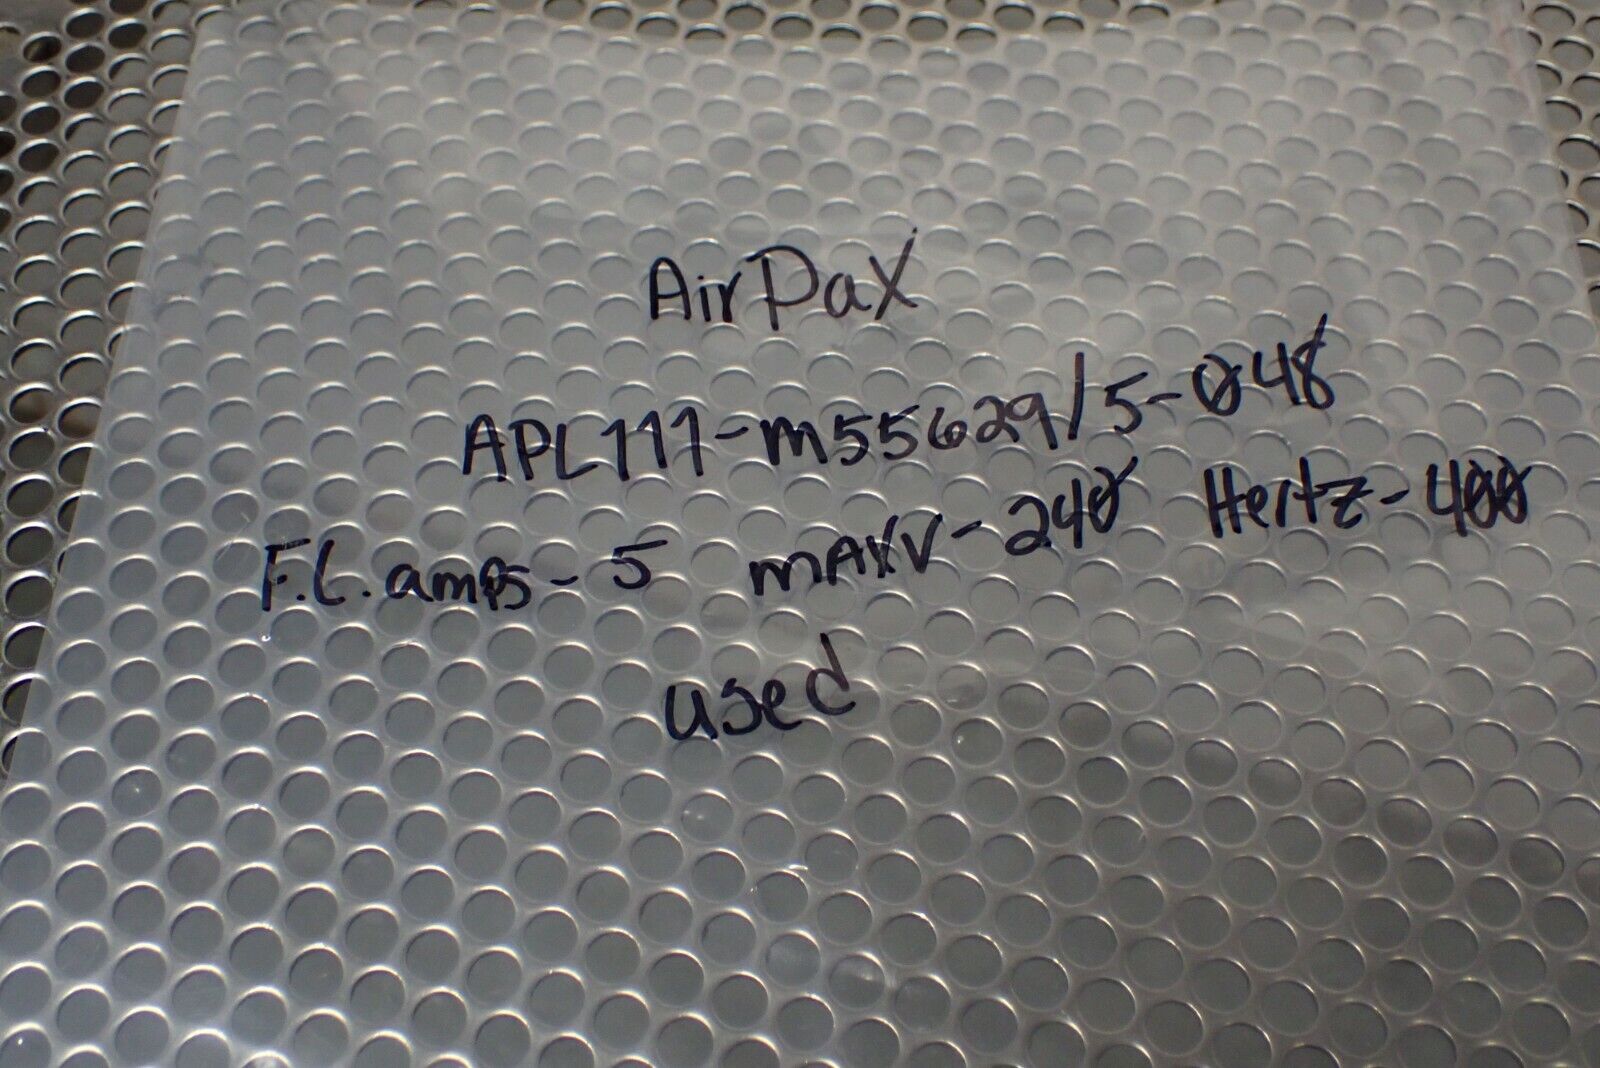 AirPax
APL111-m55629/5-048
F.L. amps - 5 mAXV - 240 Hertz - 400
used